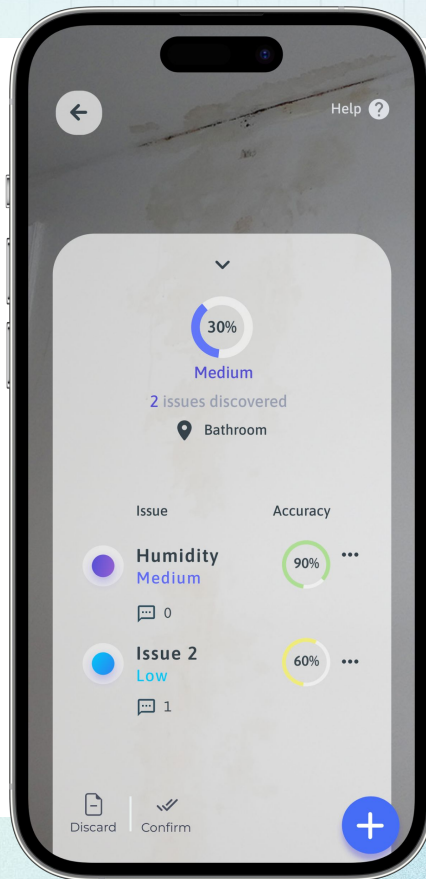 Help ?
30%
Medium
2 issues discovered
Bathroom
Issue Accuracy
Humidity 90%
Medium
0
Issue 2 60%
Low
1
Discard Confirm